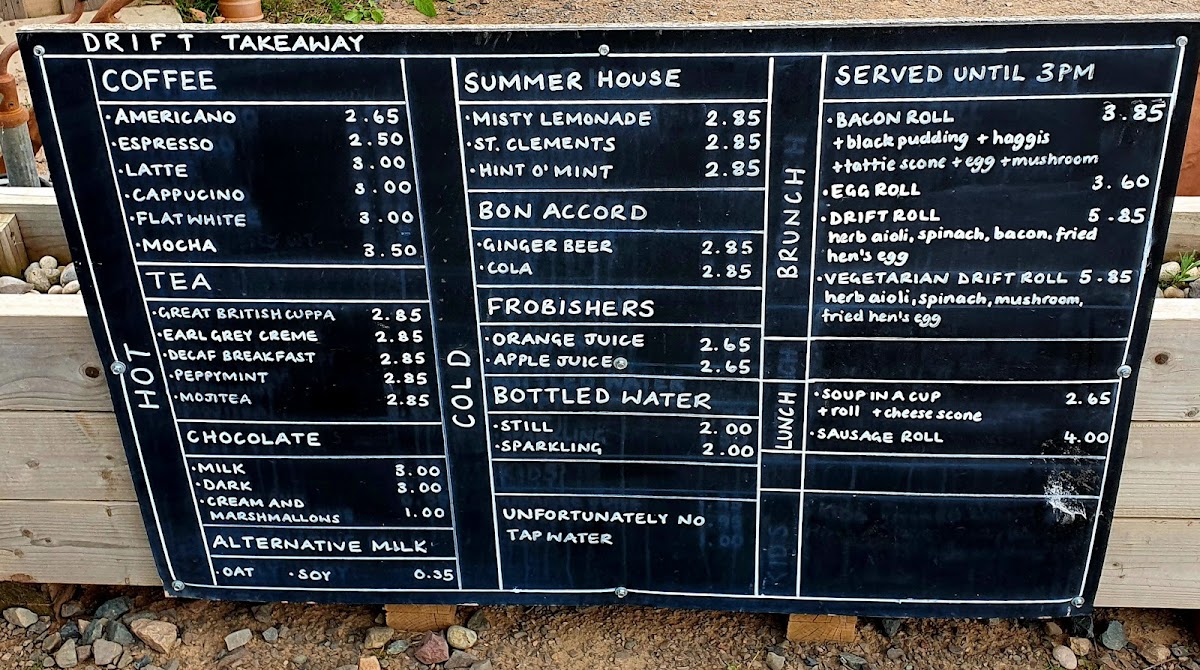 DRIFT TAKEAWAY
HOT
COFFEE
·AMERICANO 2.65
·ESPRESSO 2.50
·LATTE 3.00
·CAPPUCINO 3.00
·FLAT WHITE 3.00
·MOCHA 3.50
TEA
·GREAT BRITISH CUPPA 2.85
·EARL GREY CREME 2.85
·DECAF BREAKFAST 2.85
·PEPPYMINT 2.85
·MOJITEA 2.85
CHOCOLATE
·MILK 3.00
·DARK 3.00
·CREAM AND
MARSHMALLOWS 1.00
ALTERNATIVE MILK
·OAT ·SOY 0.35
COLD
SUMMER HOUSE
·MISTY LEMONADE 2.85
·ST. CLEMENTS 2.85
·HINT O' MINT 2.85
BON ACCORD
·GINGER BEER 2.85
·COLA 2.85
FROBISHERS
·ORANGE JUICE 2.65
·APPLE JUICE 2.65
BOTTLED WATER
·STILL 2.00
·SPARKLING 2.00
UNFORTUNATELY NO
TAP WATER
BRUNCH
SERVED UNTIL 3PM
·BACON ROLL 3.85
+black pudding +haggis
+tattie scone +egg +mushroom
·EGG ROLL 3.60
·DRIFT ROLL 5.85
herb aioli, spinach, bacon, fried
hen's egg
·VEGETARIAN DRIFT ROLL 5.85
herb aioli, spinach, mushroom,
fried hen's egg
LUNCH
·SOUP IN A CUP 2.65
+roll +cheese scone
·SAUSAGE ROLL 4.00
KIDS